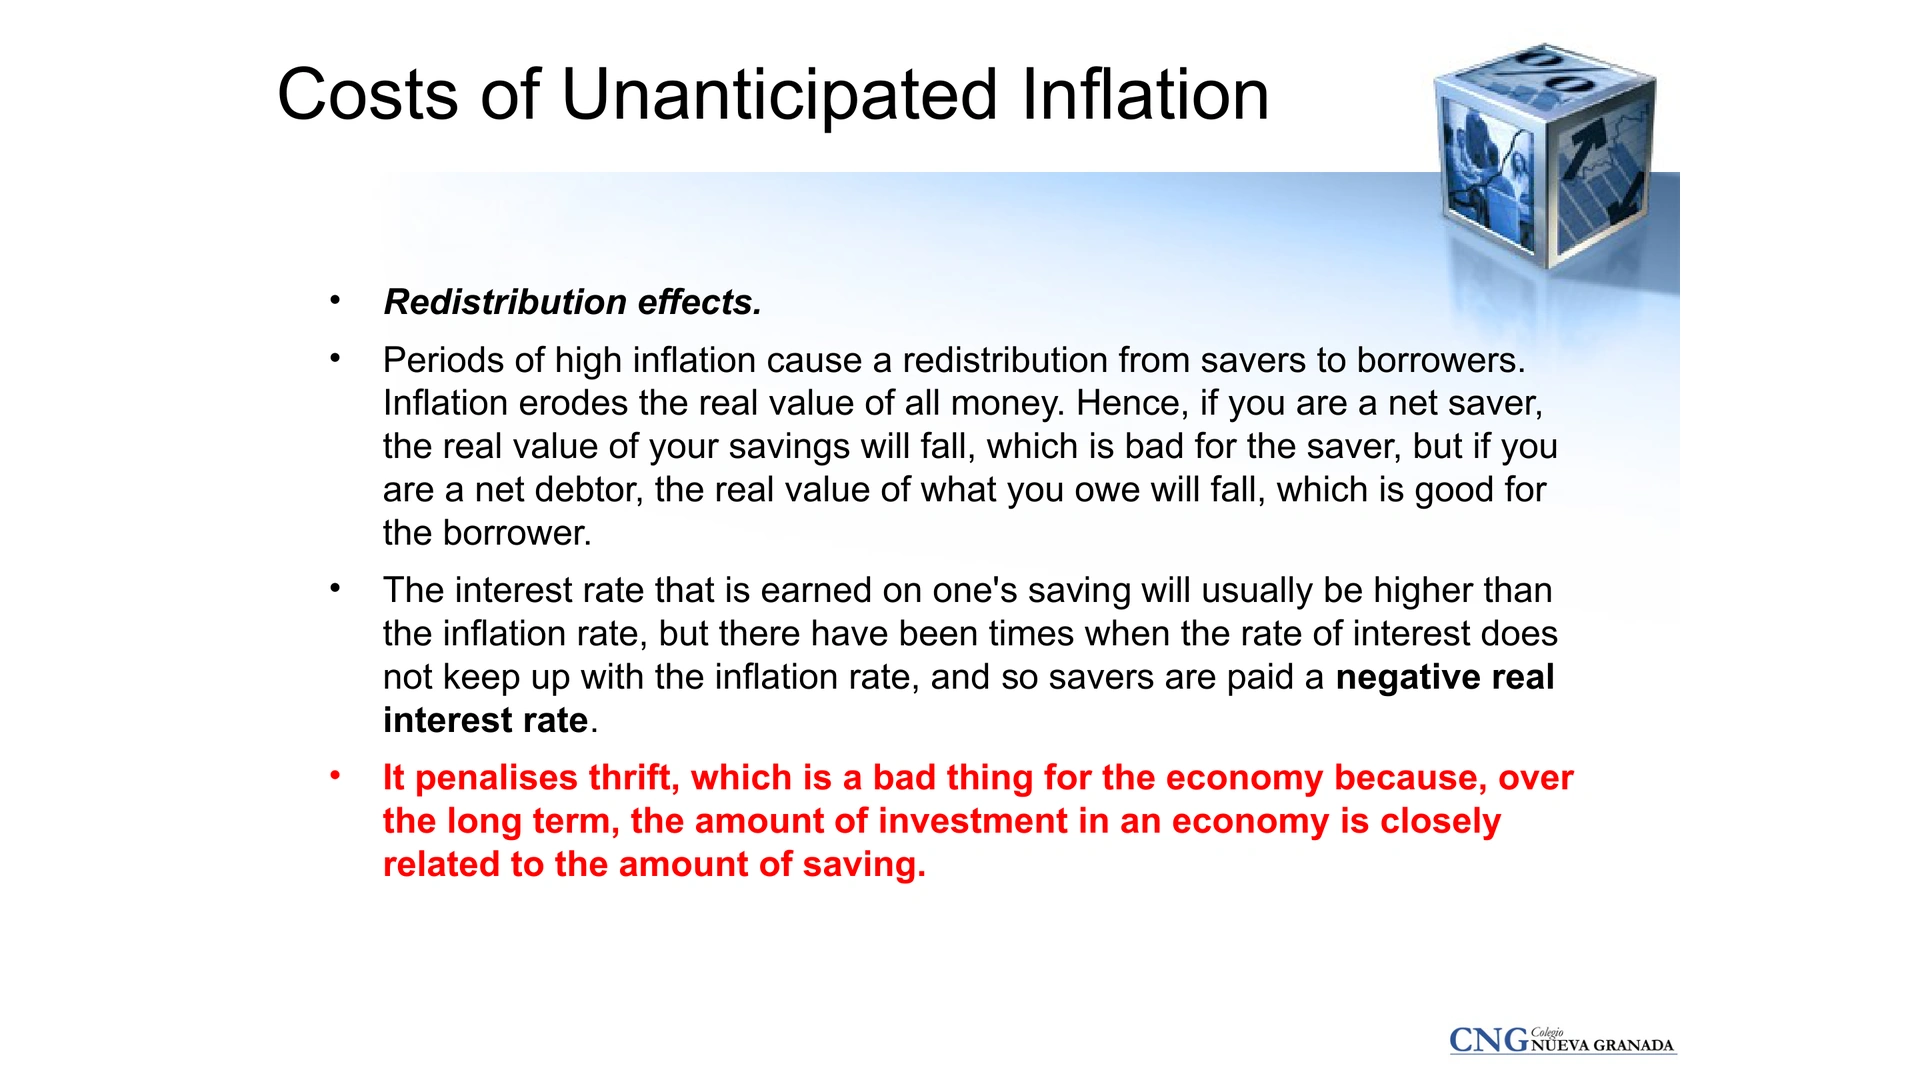 Costs of Unanticipated Inflation
%
• Redistribution effects.
• Periods of high inflation cause a redistribution from savers to borrowers.
Inflation erodes the real value of all money. Hence, if you are a net saver,
the real value of your savings will fall, which is bad for the saver, but if you
are a net debtor, the real value of what you owe will fall, which is good for
the borrower.
• The interest rate that is earned on one's saving will usually be higher than
the inflation rate, but there have been times when the rate of interest does
not keep up with the inflation rate, and so savers are paid a negative real
interest rate.
• It penalises thrift, which is a bad thing for the economy because, over
the long term, the amount of investment in an economy is closely
related to the amount of saving.
CNG Colegio
NUEVA GRANADA